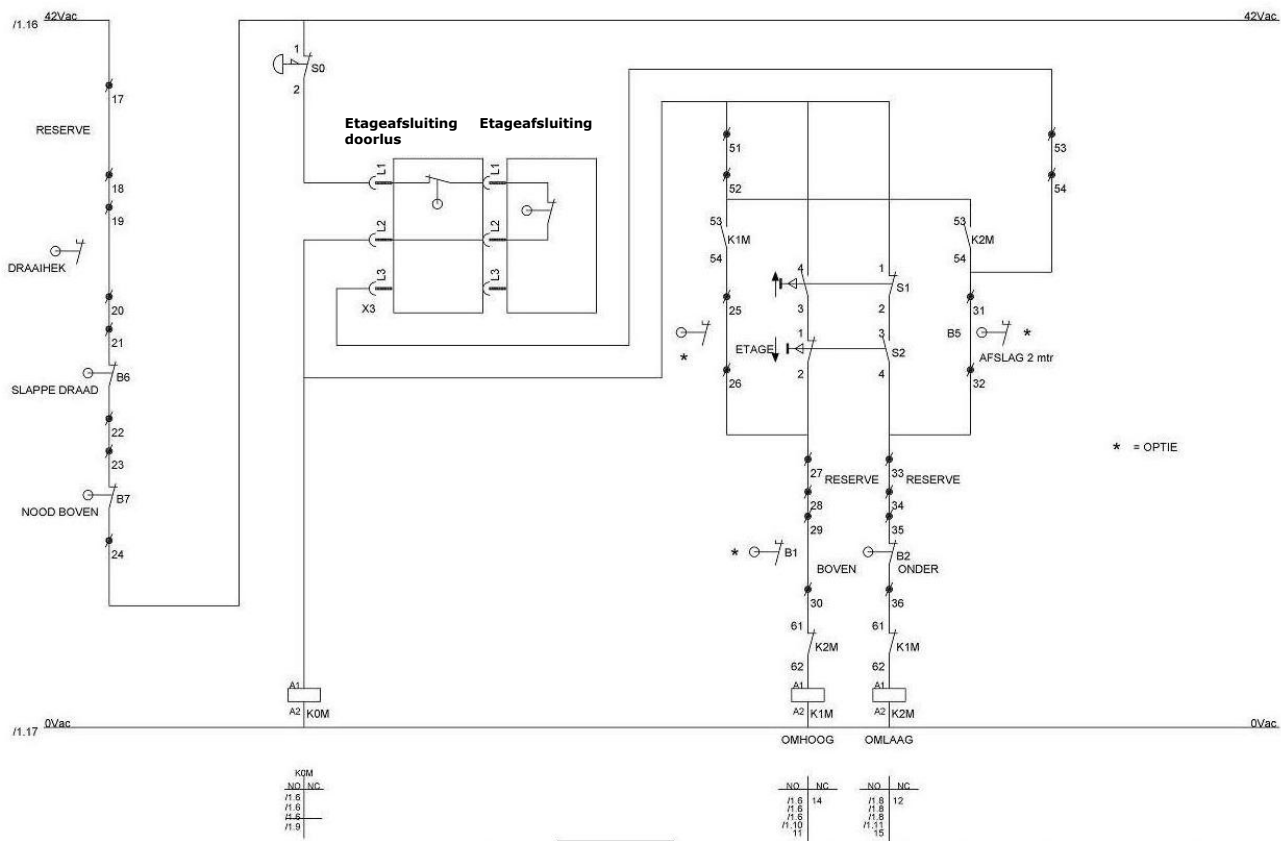 42Vac
/1.16
42Vac
1
S0
2
17
RESERVE
18
19
DRAAIHEK
20
21
B6
SLAPPE DRAAD
22
23
B7
NOOD BOVEN
24
Etageafsluiting
doorlus
Etageafsluiting
L1
L1
L2
L2
L3
L3
X3
51
52
53
54
53
K1M
54
53
K2M
54
4
1
S1
3
2
25
31
1
3
*
ETAGE
S2
B5
*
AFSLAG 2 mtr
2
4
26
32
* = OPTIE
27
RESERVE
33
RESERVE
28
34
29
35
*
B1
B2
BOVEN
ONDER
30
36
61
K2M
61
K1M
62
62
A1
A2
K0M
A1
A2
K1M
A1
A2
K2M
0Vac
/1.17
0Vac
OMHOOG
OMLAAG
K0M
NO NC
/1.6
/1.6
/1.6
/1.9
NO NC
/1.6 14
/1.6
/1.6
/1.10
11
NO NC
/1.8 12
/1.8
/1.8
/1.11
15